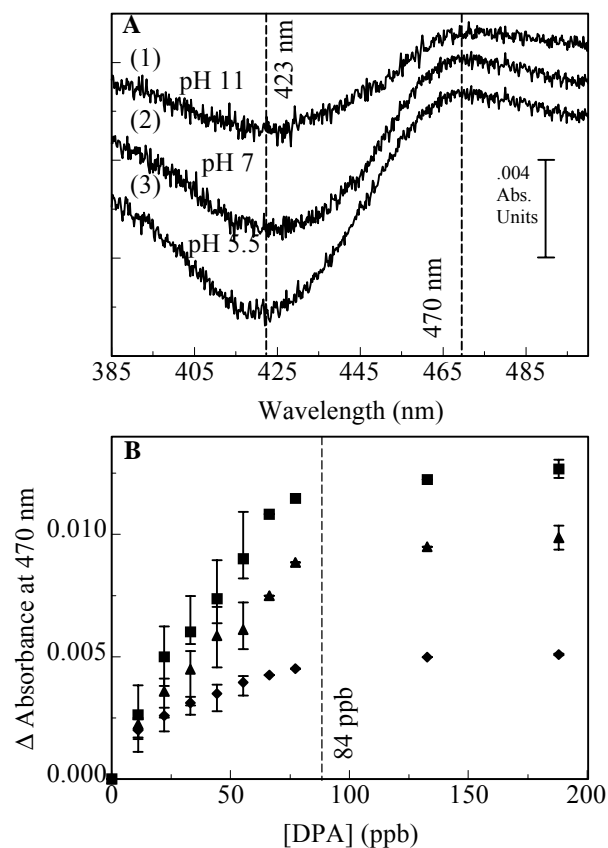 A
(1)
pH 11
423 nm
(2)
pH 7
(3)
pH 5.5
470 nm
.004
Abs.
Units
385 405 425 445 465 485
Wavelength (nm)
B
0.010
0.005
0.000
Δ Absorbance at 470 nm
84 ppb
0 50 100 150 200
[DPA] (ppb)